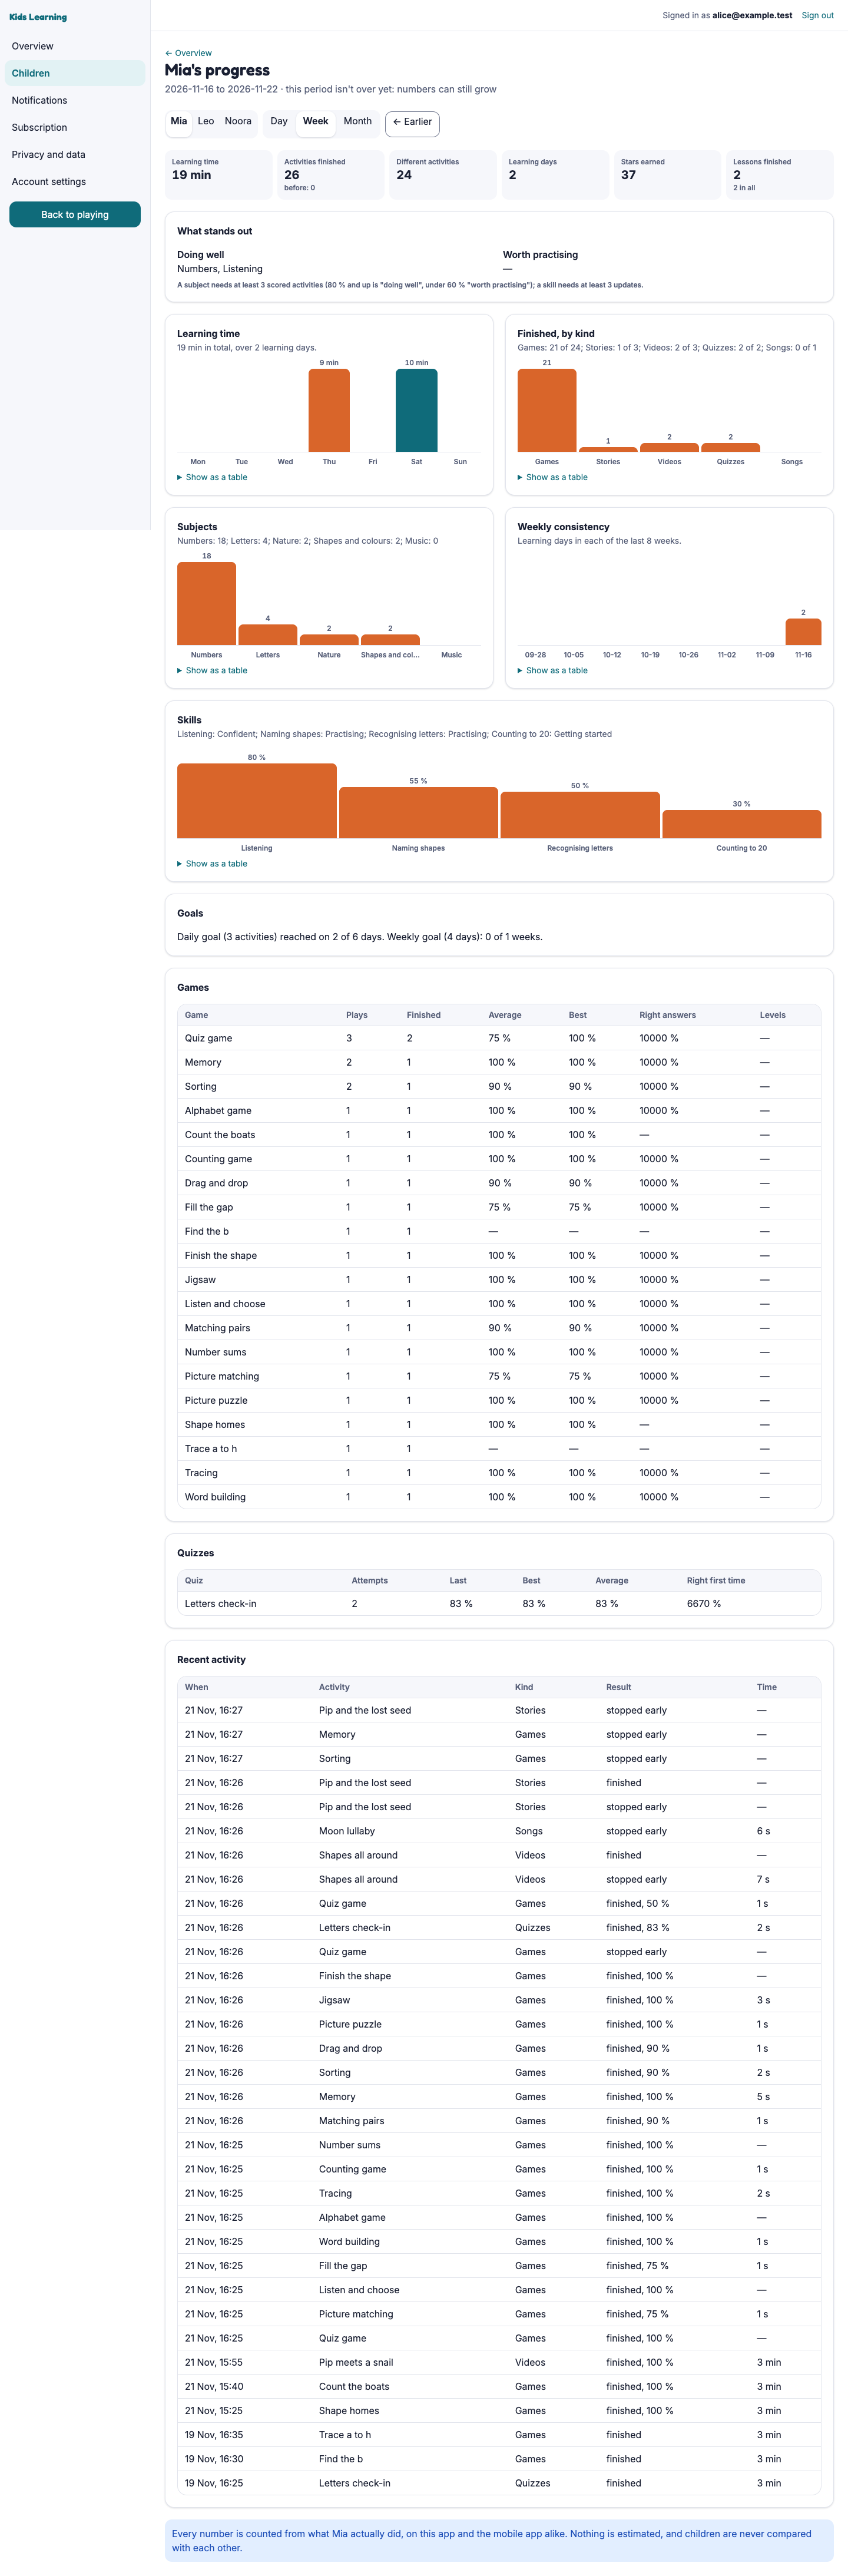 Kids Learning
Overview
Children
Notifications
Subscription
Privacy and data
Account settings
Back to playing
Signed in as alice@example.test Sign out
← Overview
Mia's progress
2026-11-16 to 2026-11-22 · this period isn't over yet: numbers can still grow
Mia Leo Noora Day Week Month ← Earlier
Learning time
19 min
Activities finished
26
before: 0
Different activities
24
Learning days
2
Stars earned
37
Lessons finished
2
2 in all
What stands out
Doing well
Numbers, Listening
Worth practising
—
A subject needs at least 3 scored activities (80 % and up is "doing well", under 60 % "worth practising"); a skill needs at least 3 updates.
Learning time
19 min in total, over 2 learning days.
9 min 10 min
Mon Tue Wed Thu Fri Sat Sun
▶ Show as a table
Finished, by kind
Games: 21 of 24; Stories: 1 of 3; Videos: 2 of 3; Quizzes: 2 of 2; Songs: 0 of 1
21 1 2 2
Games Stories Videos Quizzes Songs
▶ Show as a table
Subjects
Numbers: 18; Letters: 4; Nature: 2; Shapes and colours: 2; Music: 0
18 4 2 2
Numbers Letters Nature Shapes and col... Music
▶ Show as a table
Weekly consistency
Learning days in each of the last 8 weeks.
2
09-28 10-05 10-12 10-19 10-26 11-02 11-09 11-16
▶ Show as a table
Skills
Listening: Confident; Naming shapes: Practising; Recognising letters: Practising; Counting to 20: Getting started
80 % 55 % 50 % 30 %
Listening Naming shapes Recognising letters Counting to 20
▶ Show as a table
Goals
Daily goal (3 activities) reached on 2 of 6 days. Weekly goal (4 days): 0 of 1 weeks.
Games
Game Plays Finished Average Best Right answers Levels
Quiz game 3 2 75 % 100 % 10000 % —
Memory 2 1 100 % 100 % 10000 % —
Sorting 2 1 90 % 90 % 10000 % —
Alphabet game 1 1 100 % 100 % 10000 % —
Count the boats 1 1 100 % 100 % — —
Counting game 1 1 100 % 100 % 10000 % —
Drag and drop 1 1 90 % 90 % 10000 % —
Fill the gap 1 1 75 % 75 % 10000 % —
Find the b 1 1 — — — —
Finish the shape 1 1 100 % 100 % 10000 % —
Jigsaw 1 1 100 % 100 % 10000 % —
Listen and choose 1 1 100 % 100 % 10000 % —
Matching pairs 1 1 90 % 90 % 10000 % —
Number sums 1 1 100 % 100 % 10000 % —
Picture matching 1 1 75 % 75 % 10000 % —
Picture puzzle 1 1 100 % 100 % 10000 % —
Shape homes 1 1 100 % 100 % — —
Trace a to h 1 1 — — — —
Tracing 1 1 100 % 100 % 10000 % —
Word building 1 1 100 % 100 % 10000 % —
Quizzes
Quiz Attempts Last Best Average Right first time
Letters check-in 2 83 % 83 % 83 % 6670 %
Recent activity
When Activity Kind Result Time
21 Nov, 16:27 Pip and the lost seed Stories stopped early —
21 Nov, 16:27 Memory Games stopped early —
21 Nov, 16:27 Sorting Games stopped early —
21 Nov, 16:26 Pip and the lost seed Stories finished —
21 Nov, 16:26 Pip and the lost seed Stories stopped early —
21 Nov, 16:26 Moon lullaby Songs stopped early 6 s
21 Nov, 16:26 Shapes all around Videos finished —
21 Nov, 16:26 Shapes all around Videos stopped early 7 s
21 Nov, 16:26 Quiz game Games finished, 50 % 1 s
21 Nov, 16:26 Letters check-in Quizzes finished, 83 % 2 s
21 Nov, 16:26 Quiz game Games stopped early —
21 Nov, 16:26 Finish the shape Games finished, 100 % —
21 Nov, 16:26 Jigsaw Games finished, 100 % 3 s
21 Nov, 16:26 Picture puzzle Games finished, 100 % 1 s
21 Nov, 16:26 Drag and drop Games finished, 90 % 1 s
21 Nov, 16:26 Sorting Games finished, 90 % 2 s
21 Nov, 16:26 Memory Games finished, 100 % 5 s
21 Nov, 16:26 Matching pairs Games finished, 90 % 1 s
21 Nov, 16:25 Number sums Games finished, 100 % —
21 Nov, 16:25 Counting game Games finished, 100 % 1 s
21 Nov, 16:25 Tracing Games finished, 100 % 2 s
21 Nov, 16:25 Alphabet game Games finished, 100 % —
21 Nov, 16:25 Word building Games finished, 100 % 1 s
21 Nov, 16:25 Fill the gap Games finished, 75 % 1 s
21 Nov, 16:25 Listen and choose Games finished, 100 % —
21 Nov, 16:25 Picture matching Games finished, 75 % 1 s
21 Nov, 16:25 Quiz game Games finished, 100 % —
21 Nov, 15:55 Pip meets a snail Videos finished, 100 % 3 min
21 Nov, 15:40 Count the boats Games finished, 100 % 3 min
21 Nov, 15:25 Shape homes Games finished, 100 % 3 min
19 Nov, 16:35 Trace a to h Games finished 3 min
19 Nov, 16:30 Find the b Games finished 3 min
19 Nov, 16:25 Letters check-in Quizzes finished 3 min
Every number is counted from what Mia actually did, on this app and the mobile app alike. Nothing is estimated, and children are never compared
with each other.